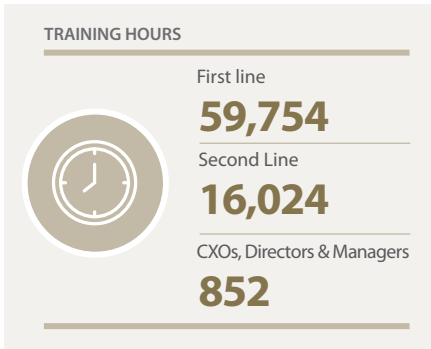 TRAINING HOURS
First line
59,754
Second Line
16,024
CXOs, Directors & Managers
852